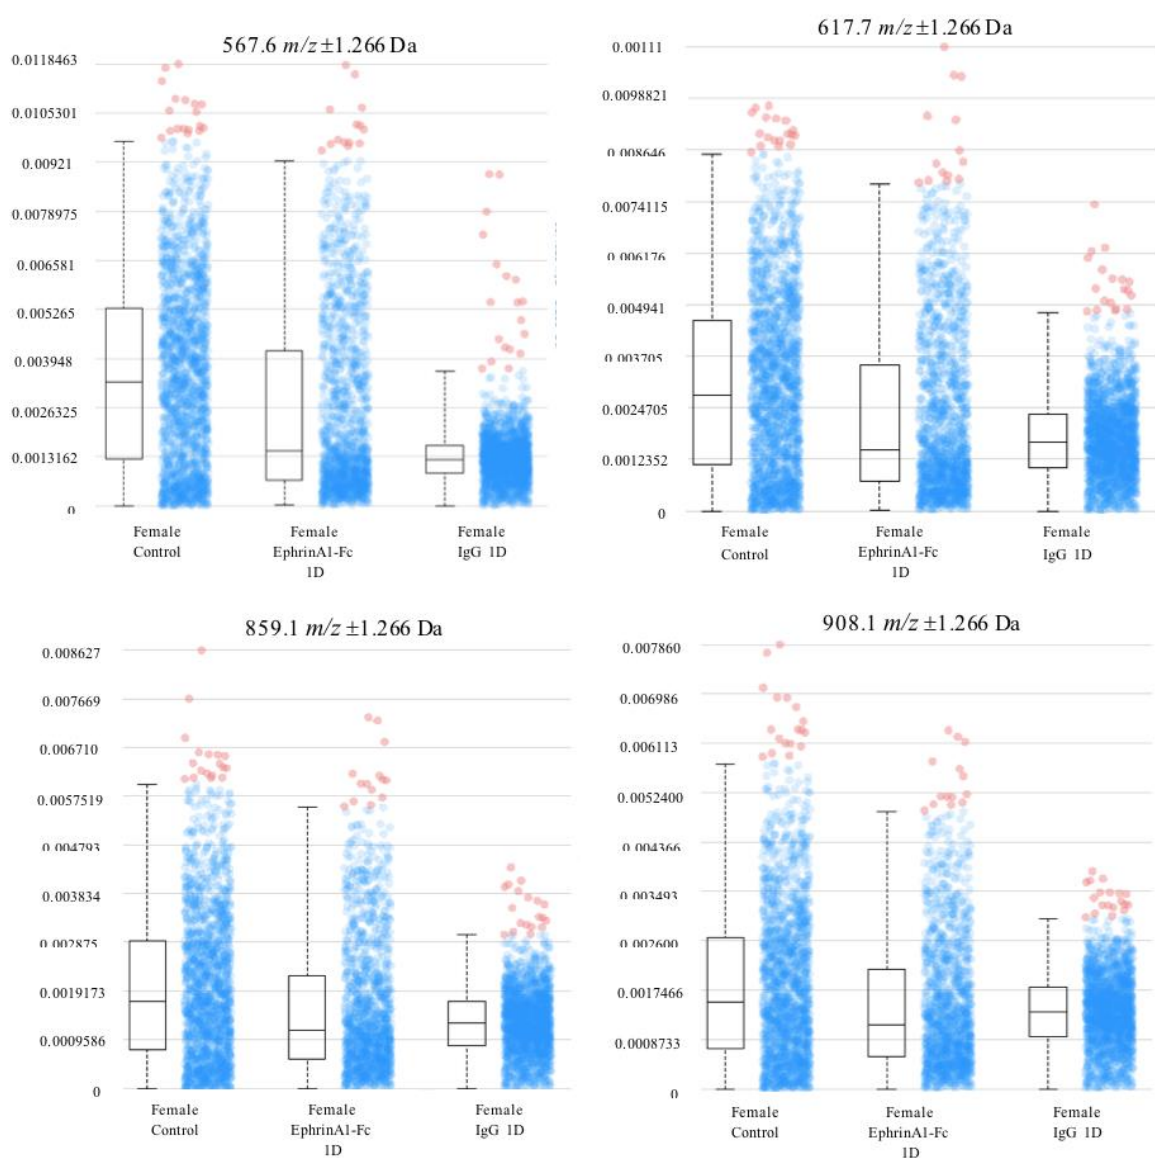 567.6 m/z ±1.266 Da
0.0118463
0.0105301
0.00921
0.0078975
0.006581
0.005265
0.003948
0.0026325
0.0013162
0
Female
Control
Female
EphrinA1-Fc
1D
Female
IgG 1D
617.7 m/z ±1.266 Da
0.00111
0.0098821
0.008646
0.0074115
0.006176
0.004941
0.003705
0.0024705
0.0012352
0
Female
Control
Female
EphrinA1-Fc
1D
Female
IgG 1D
859.1 m/z ±1.266 Da
0.008627
0.007669
0.006710
0.0057519
0.004793
0.003834
0.002875
0.0019173
0.0009586
0
Female
Control
Female
EphrinA1-Fc
1D
Female
IgG 1D
908.1 m/z ±1.266 Da
0.007860
0.006986
0.006113
0.0052400
0.004366
0.003493
0.0017466
0.0008733
0
Female
Control
Female
EphrinA1-Fc
1D
Female
IgG 1D